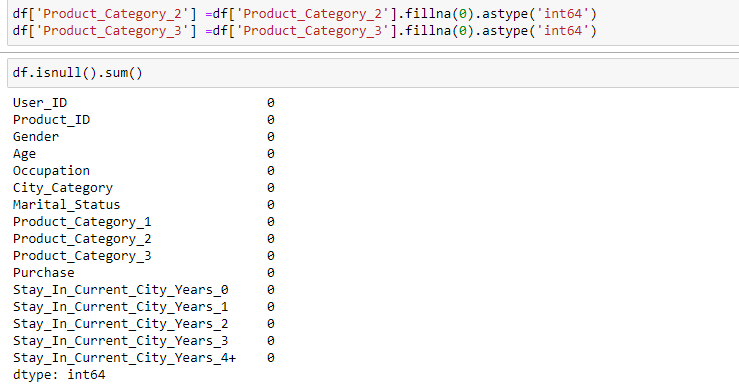 df['Product_Category_2'] =df['Product_Category_2'].fillna(0).astype('int64')
df['Product_Category_3'] =df['Product_Category_3'].fillna(0).astype('int64')
df.isnull().sum()
User_ID 0
Product_ID 0
Gender 0
Age 0
Occupation 0
City_Category 0
Marital_Status 0
Product_Category_1 0
Product_Category_2 0
Product_Category_3 0
Purchase 0
Stay_In_Current_City_Years_0 0
Stay_In_Current_City_Years_1 0
Stay_In_Current_City_Years_2 0
Stay_In_Current_City_Years_3 0
Stay_In_Current_City_Years_4+ 0
dtype: int64